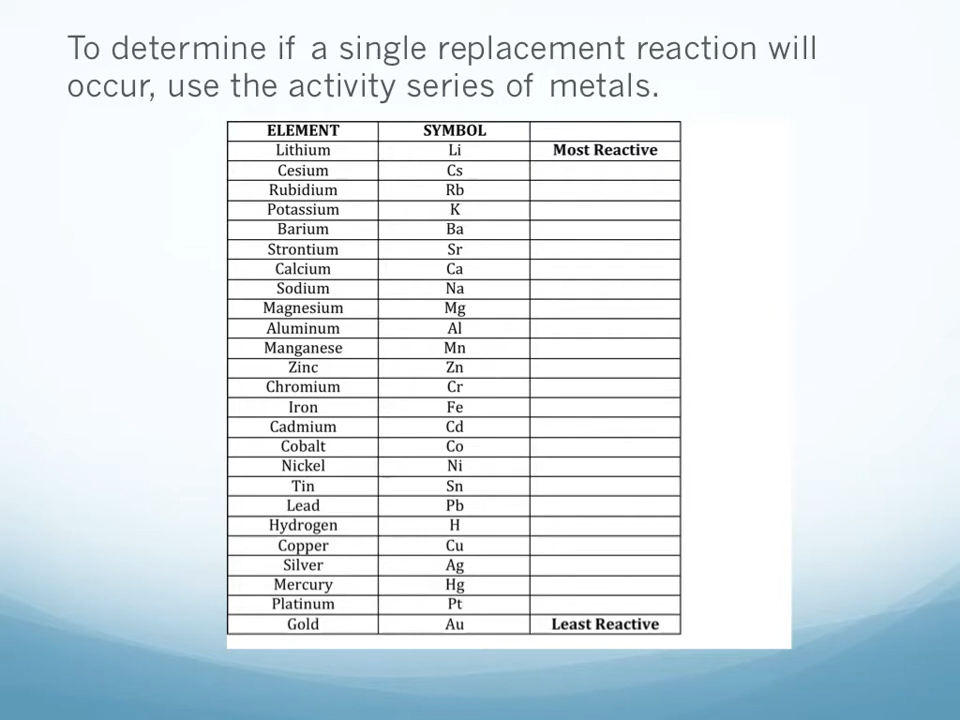 To determine if a single replacement reaction will
occur, use the activity series of metals.
ELEMENT SYMBOL
Lithium Li Most Reactive
Cesium Cs
Rubidium Rb
Potassium K
Barium Ba
Strontium Sr
Calcium Ca
Sodium Na
Magnesium Mg
Aluminum Al
Manganese Mn
Zinc Zn
Chromium Cr
Iron Fe
Cadmium Cd
Cobalt Co
Nickel Ni
Tin Sn
Lead Pb
Hydrogen H
Copper Cu
Silver Ag
Mercury Hg
Platinum Pt
Gold Au Least Reactive